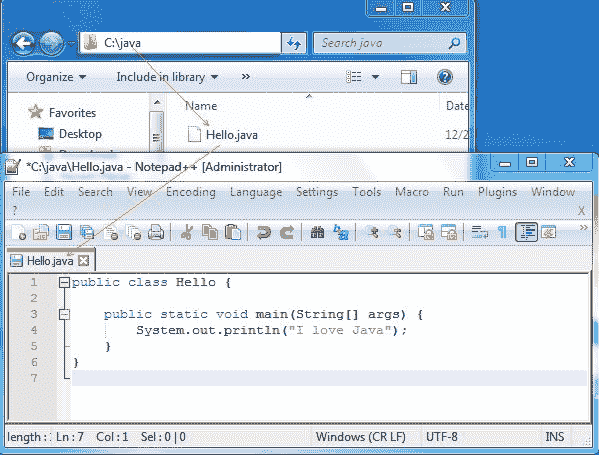 C:\java
Search java
Organize
Include in library
»
Favorites
Name
Date
Desktop
Hello.java
12/2
*C:\java\Hello.java - Notepad++ [Administrator]
File Edit Search View Encoding Language Settings Tools Macro Run Plugins Window
? X
Hello.java
1 public class Hello {
2
3 public static void main(String[] args) {
4 System.out.println("I love Java");
5 }
6 }
7
length: Ln:7 Col:1 Sel:0|0 Windows (CR LF) UTF-8 INS